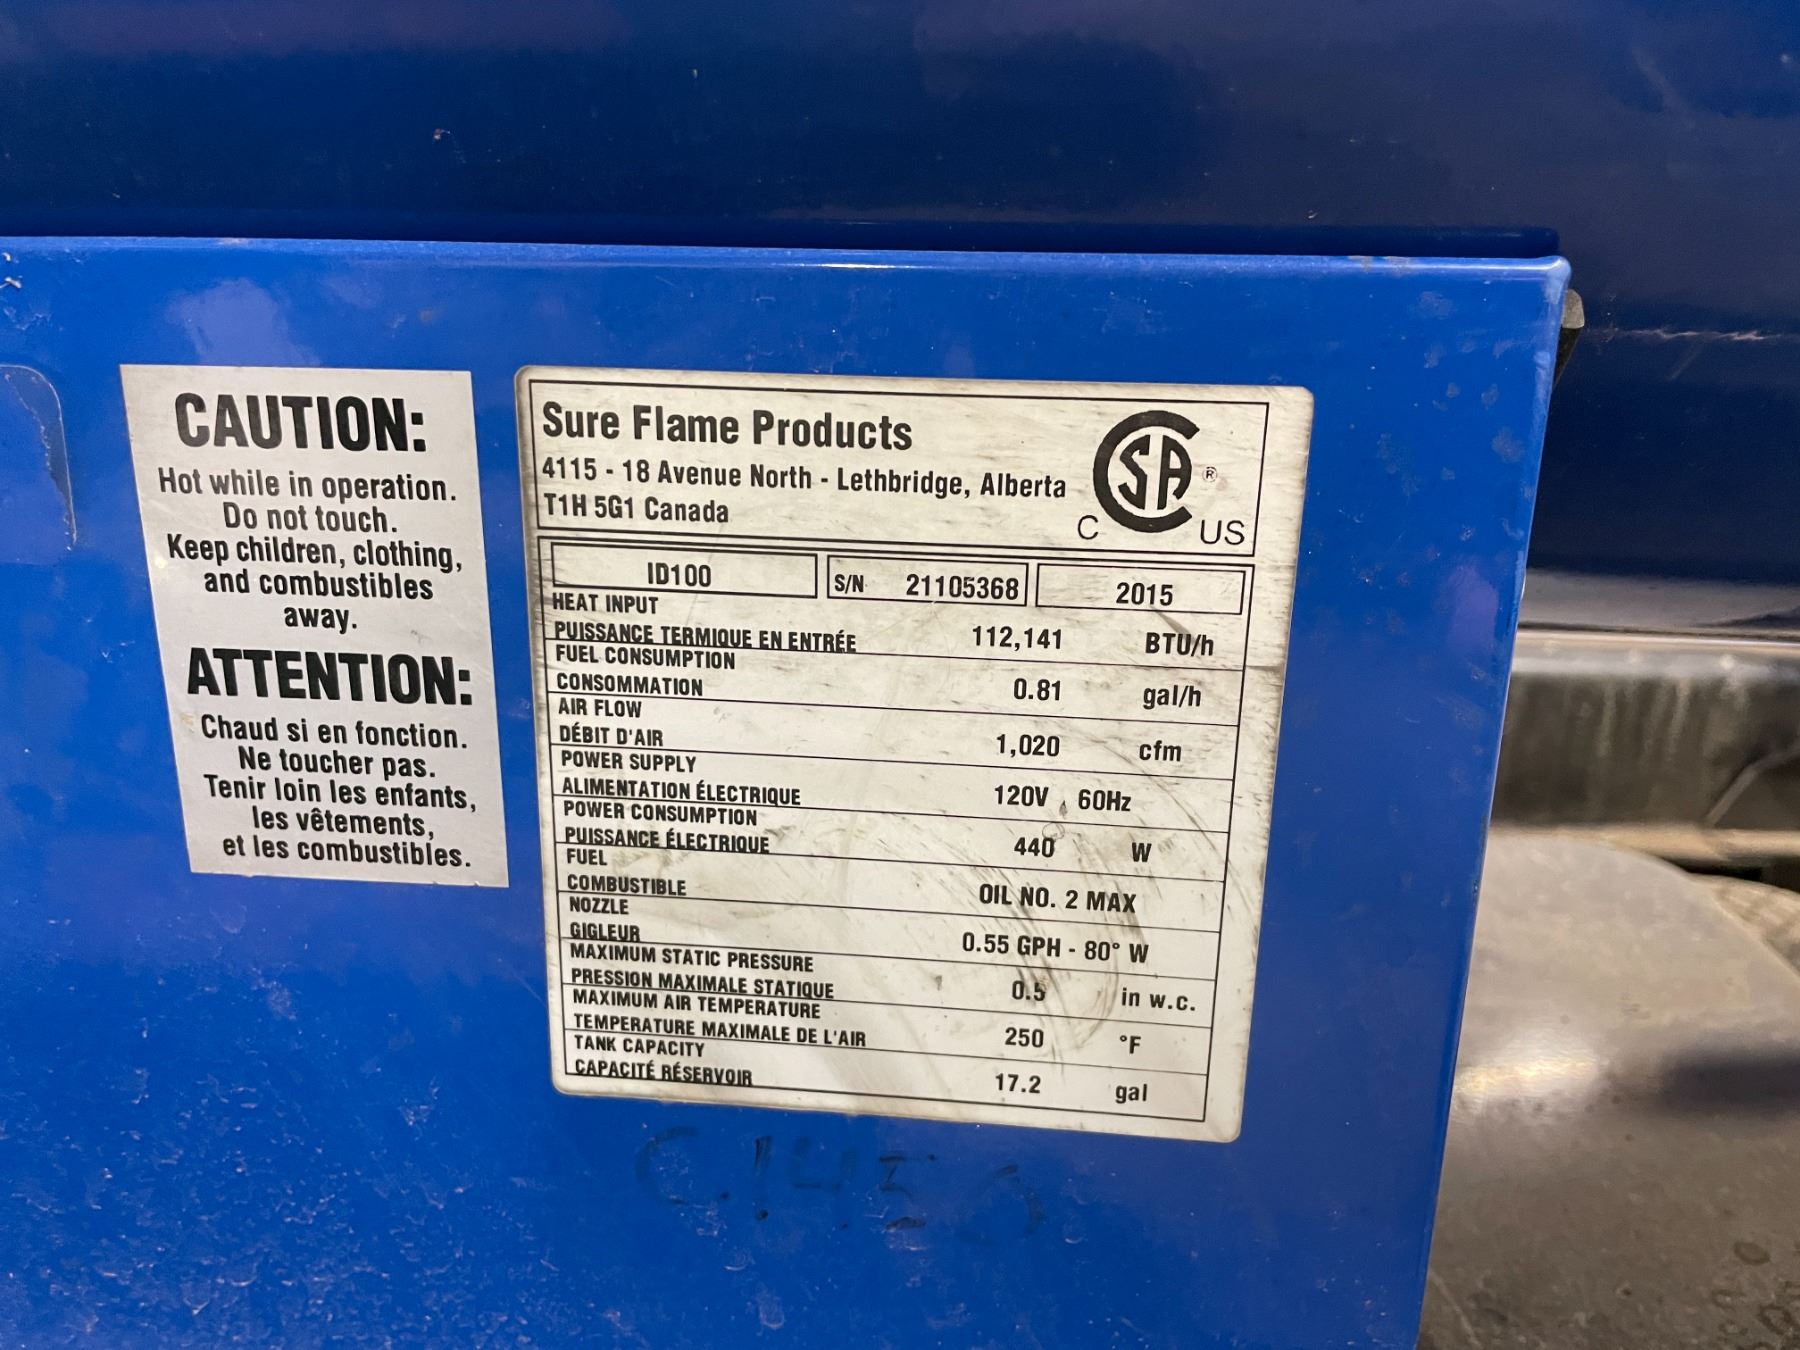 CAUTION:
Hot while in operation.
Do not touch.
Keep children, clothing,
and combustibles
away.
ATTENTION:
Chaud si en fonction.
Ne toucher pas.
Tenir loin les enfants,
les vêtements,
et les combustibles.
Sure Flame Products
4115 - 18 Avenue North - Lethbridge, Alberta
T1H 5G1 Canada
CSA ®
C US
ID100 S/N 21105368 2015
HEAT INPUT
PUISSANCE TERMIQUE EN ENTRÉE 112,141 BTU/h
FUEL CONSUMPTION
CONSOMMATION 0.81 gal/h
AIR FLOW
DÉBIT D'AIR 1,020 cfm
POWER SUPPLY
ALIMENTATION ÉLECTRIQUE 120V , 60Hz
POWER CONSUMPTION
PUISSANCE ÉLECTRIQUE 440 W
FUEL
COMBUSTIBLE OIL NO. 2 MAX
NOZZLE
GIGLEUR 0.55 GPH - 80° W
MAXIMUM STATIC PRESSURE
PRESSION MAXIMALE STATIQUE 0.5 in w.c.
MAXIMUM AIR TEMPERATURE
TEMPERATURE MAXIMALE DE L'AIR 250 °F
TANK CAPACITY
CAPACITÉ RÉSERVOIR 17.2 gal